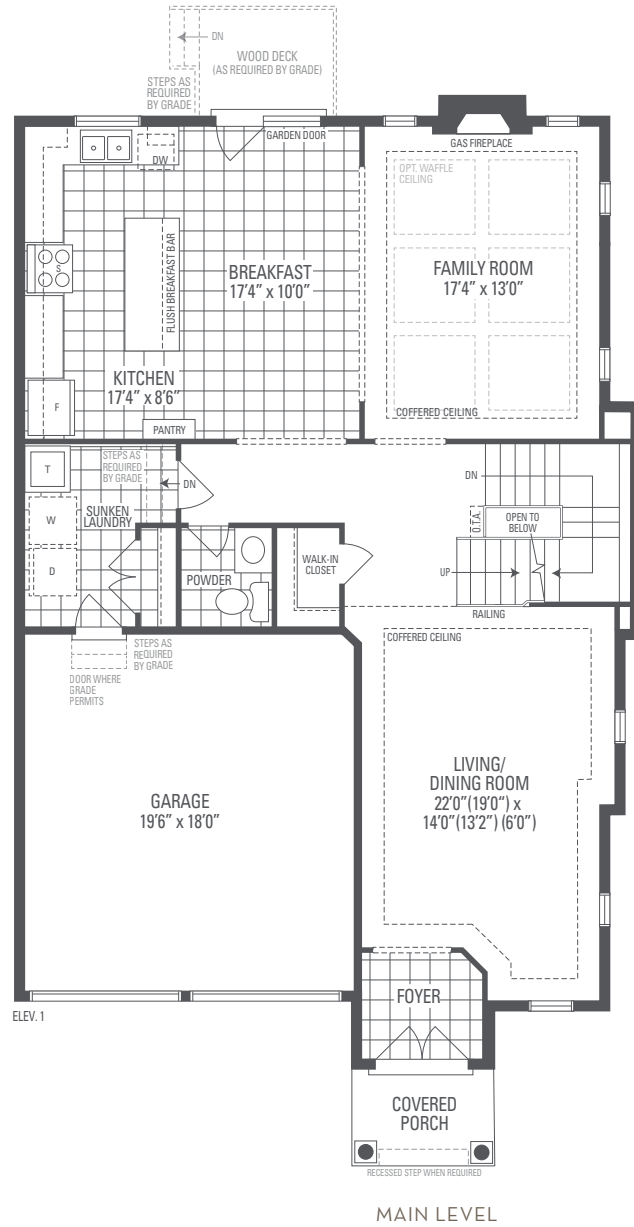 DN
WOOD DECK
(AS REQUIRED BY GRADE)
STEPS AS
REQUIRED
BY GRADE
GARDEN DOOR
DW
GAS FIREPLACE
OPT. WAFFLE
CEILING
S
FLUSH BREAKFAST BAR
BREAKFAST
17'4" x 10'0"
FAMILY ROOM
17'4" x 13'0"
KITCHEN
17'4" x 8'6"
F
PANTRY
COFFERED CEILING
T
STEPS AS
REQUIRED
BY GRADE
DN
SUNKEN
LAUNDRY
W
D
POWDER
WALK-IN
CLOSET
DN
O.T.A.
OPEN TO
BELOW
UP
RAILING
STEPS AS
REQUIRED
BY GRADE
DOOR WHERE
GRADE
PERMITS
COFFERED CEILING
GARAGE
19'6" x 18'0"
LIVING/
DINING ROOM
22'0"(19'0") x
14'0"(13'2") (6'0")
FOYER
ELEV. 1
COVERED
PORCH
RECESSED STEP WHEN REQUIRED
MAIN LEVEL